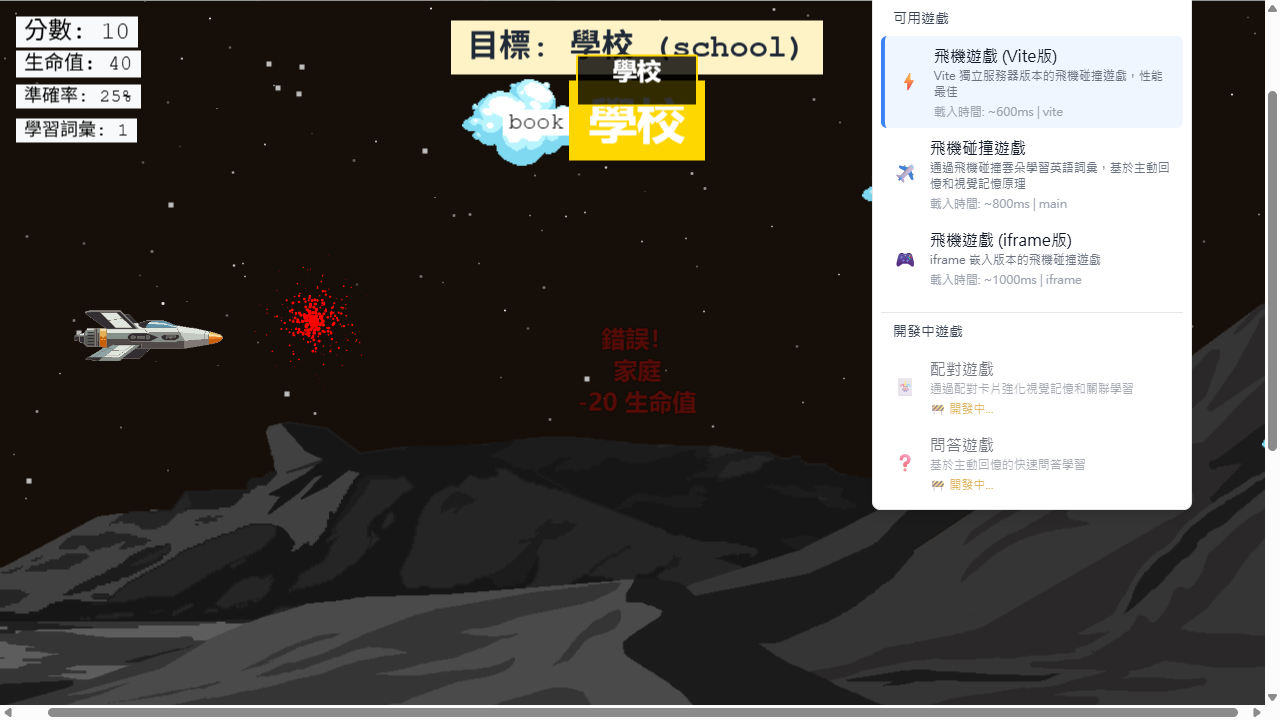 分數: 10
生命值: 40
準確率: 25%
學習詞彙: 1
目標: 學校 (school)
學校
學校
book
錯誤!
家庭
-20 生命值
可用遊戲
飛機遊戲 (Vite版)
Vite 獨立服務器版本的飛機碰撞遊戲，性能
最佳
載入時間: ~600ms | vite
飛機碰撞遊戲
通過飛機碰撞雲朵學習英語詞彙，基於主動回
憶和視覺記憶原理
載入時間: ~800ms | main
飛機遊戲 (iframe版)
iframe 嵌入版本的飛機碰撞遊戲
載入時間: ~1000ms | iframe
開發中遊戲
配對遊戲
通過配對卡片強化視覺記憶和關聯學習
開發中...
問答遊戲
基於主動回憶的快速問答學習
開發中...